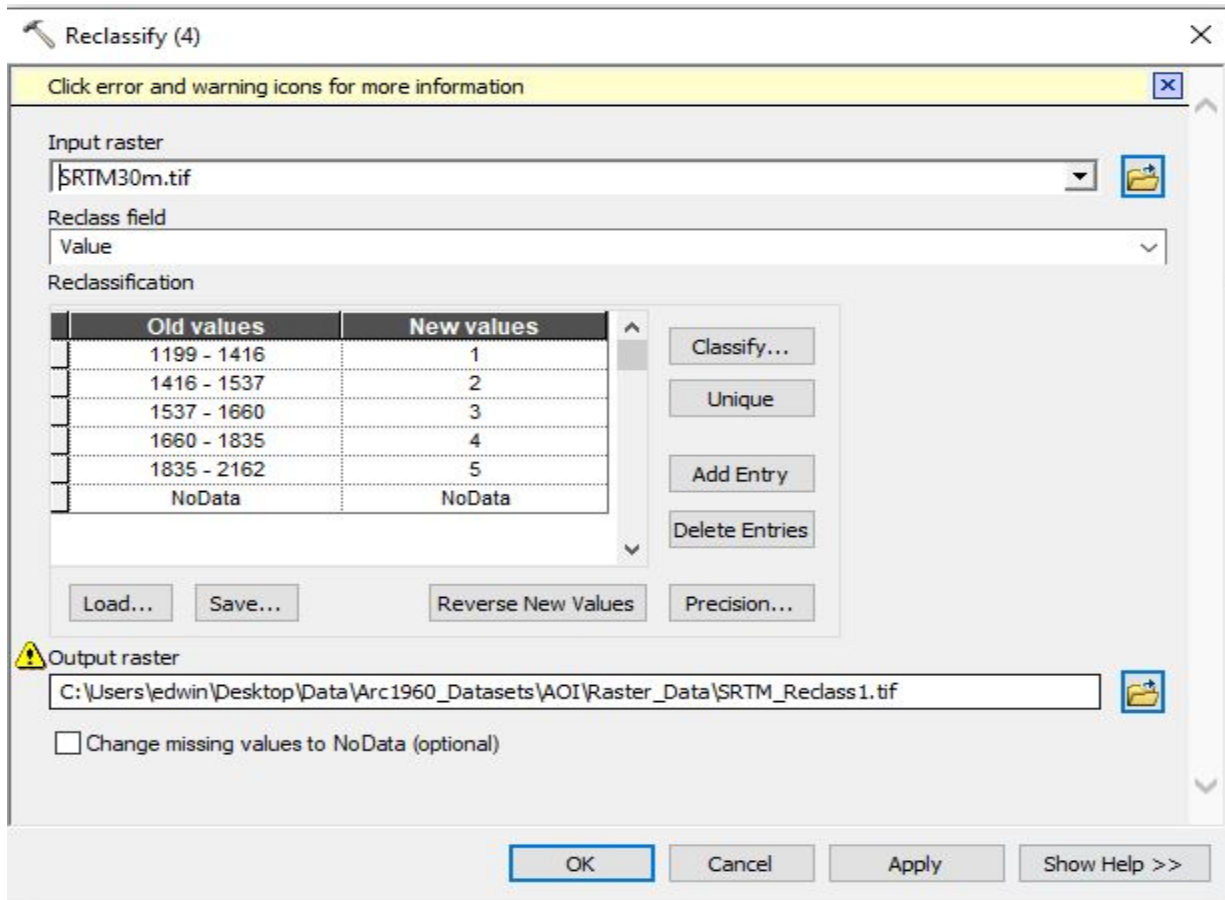 Reclassify (4)
Click error and warning icons for more information
Input raster
SRTM30m.tif
Reclass field
Value
Reclassification
Old values New values
1199 - 1416 1
1416 - 1537 2
1537 - 1660 3
1660 - 1835 4
1835 - 2162 5
NoData NoData
Classify...
Unique
Add Entry
Delete Entries
Load... Save... Reverse New Values Precision...
Output raster
C:\Users\edwin\Desktop\Data\Arc1960_Datasets\AOI\Raster_Data\SRTM_Reclass1.tif
Change missing values to NoData (optional)
OK Cancel Apply Show Help >>